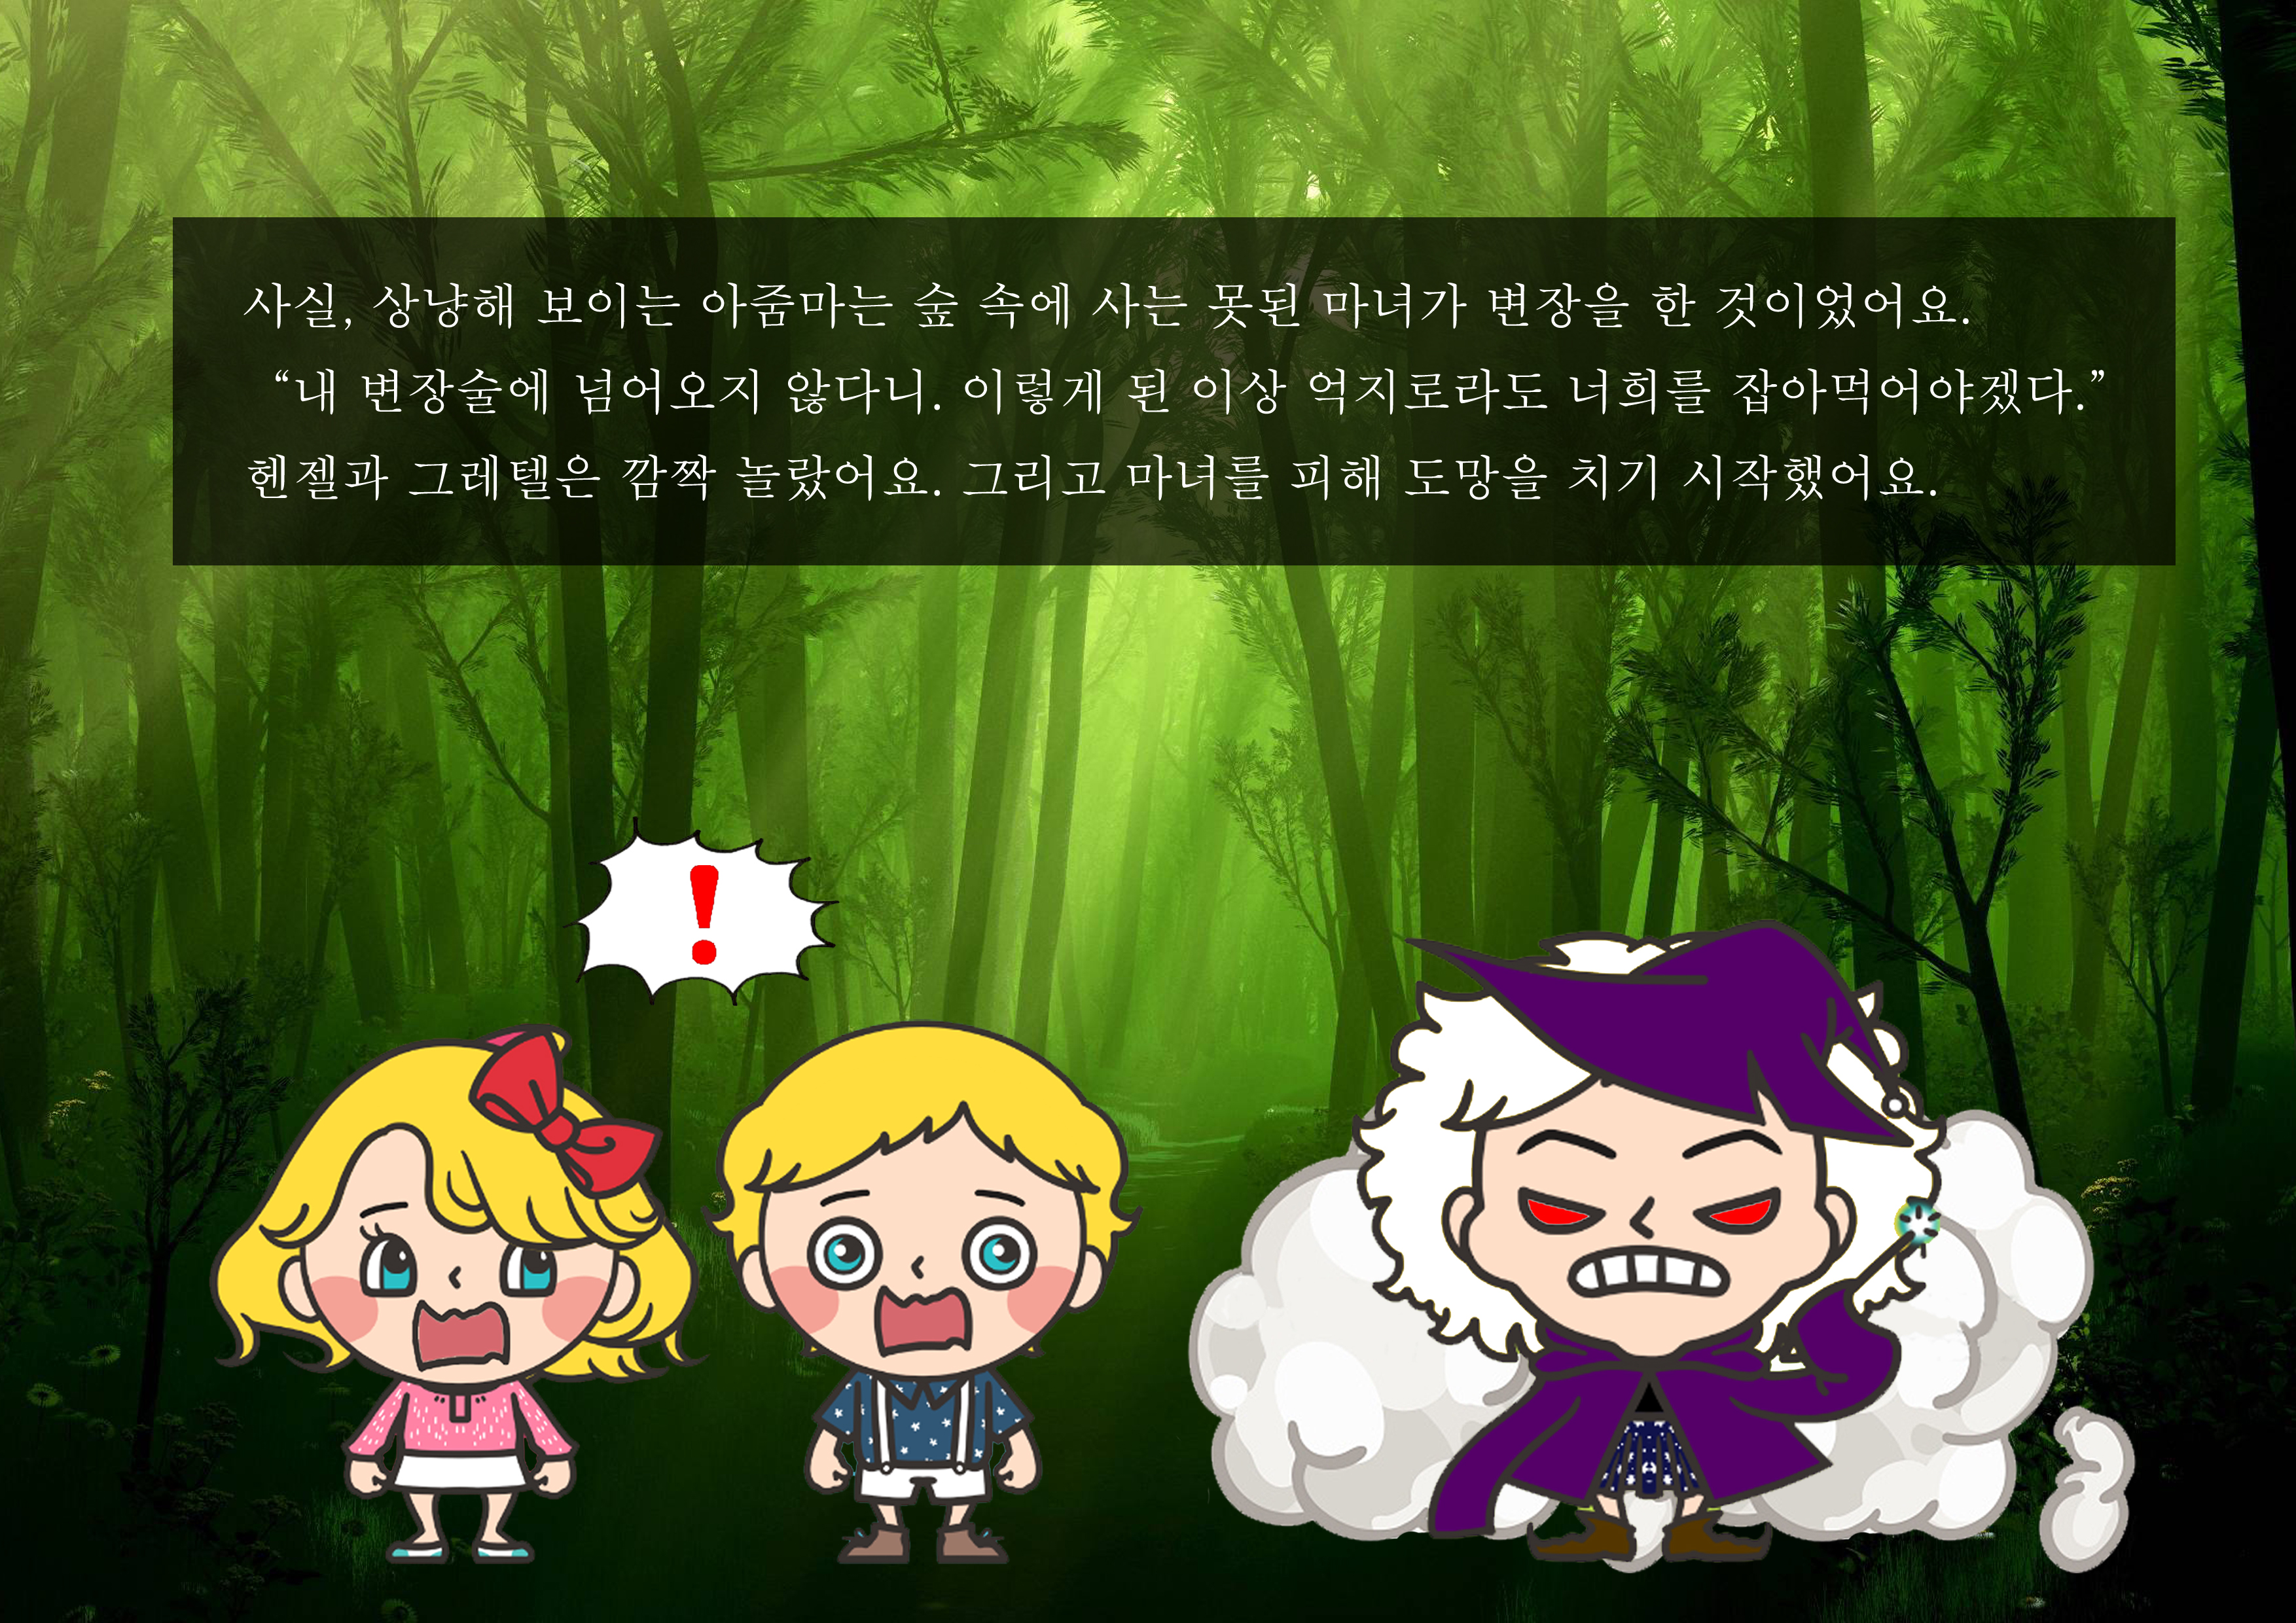 사실, 상냥해 보이는 아줌마는 숲 속에 사는 못된 마녀가 변장을 한 것이었어요.
“내 변장술에 넘어오지 않다니. 이렇게 된 이상 억지로라도 너희를 잡아먹어야겠다.”
헨젤과 그레텔은 깜짝 놀랐어요. 그리고 마녀를 피해 도망을 치기 시작했어요.
!